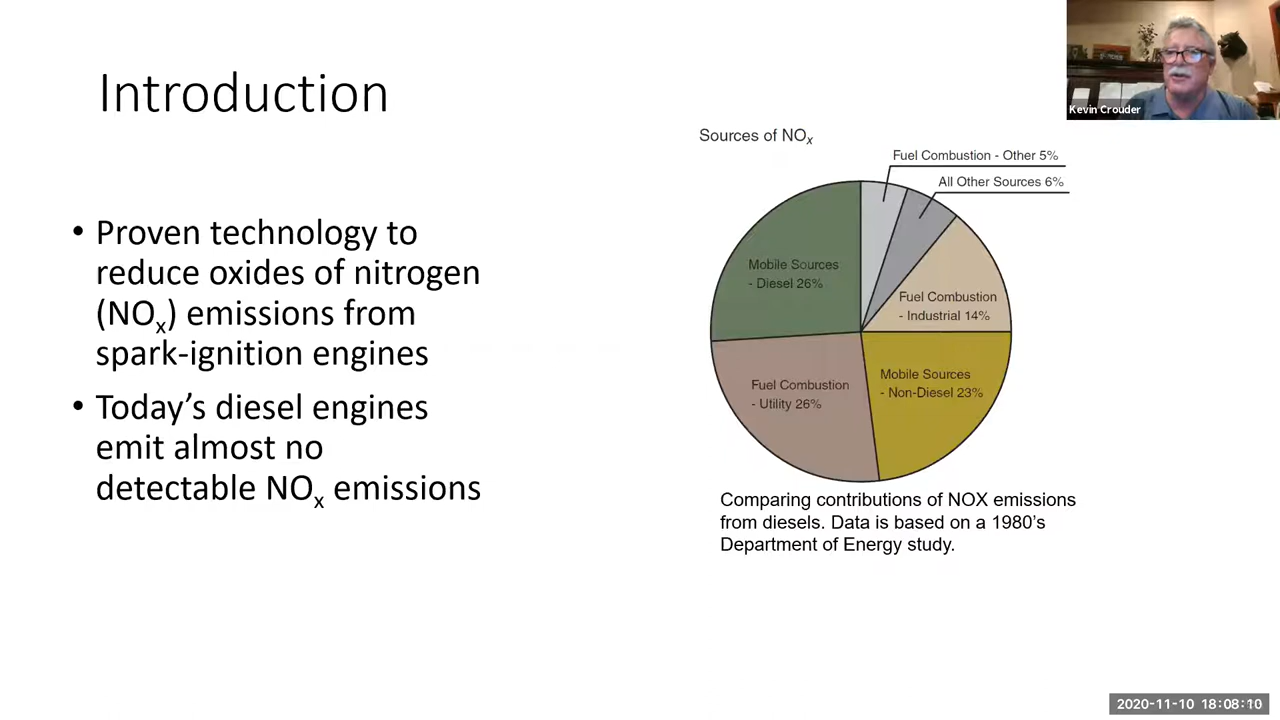 Introduction
• Proven technology to
reduce oxides of nitrogen
(NOx) emissions from
spark-ignition engines
• Today’s diesel engines
emit almost no
detectable NOx emissions
Sources of NOx
Fuel Combustion - Other 5%
All Other Sources 6%
Mobile Sources
- Diesel 26%
Fuel Combustion
- Industrial 14%
Fuel Combustion
- Utility 26%
Mobile Sources
- Non-Diesel 23%
Comparing contributions of NOX emissions
from diesels. Data is based on a 1980’s
Department of Energy study.
Kevin Crouder
2020-11-10 18:08:10